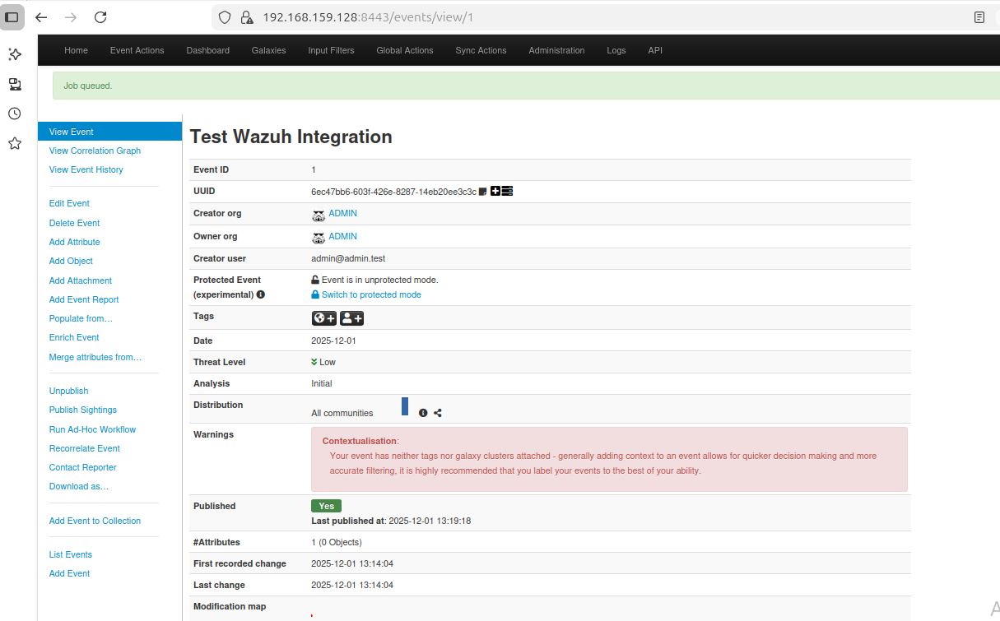 192.168.159.128:8443/events/view/1
Home Event Actions Dashboard Galaxies Input Filters Global Actions Sync Actions Administration Logs API
Job queued.
View Event
View Correlation Graph
View Event History
Edit Event
Delete Event
Add Attribute
Add Object
Add Attachment
Add Event Report
Populate from…
Enrich Event
Merge attributes from…
Unpublish
Publish Sightings
Run Ad-Hoc Workflow
Recorrelate Event
Contact Reporter
Download as…
Add Event to Collection
List Events
Add Event
Test Wazuh Integration
Event ID 1
UUID 6ec47bb6-603f-426e-8287-14eb20ee3c3c
Creator org ADMIN
Owner org ADMIN
Creator user admin@admin.test
Protected Event Event is in unprotected mode.
(experimental) Switch to protected mode
Tags
Date 2025-12-01
Threat Level Low
Analysis Initial
Distribution All communities
Warnings
Contextualisation:
Your event has neither tags nor galaxy clusters attached - generally adding context to an event allows for quicker decision making and more
accurate filtering, it is highly recommended that you label your events to the best of your ability.
Published Yes
Last published at: 2025-12-01 13:19:18
#Attributes 1 (0 Objects)
First recorded change 2025-12-01 13:14:04
Last change 2025-12-01 13:14:04
Modification map